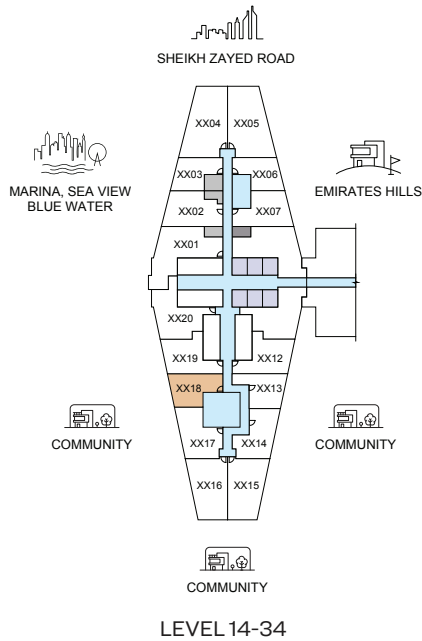 SHEIKH ZAYED ROAD
XX04
XX05
MARINA, SEA VIEW
BLUE WATER
XX03
XX06
EMIRATES HILLS
XX02
XX07
XX01
XX20
XX19
XX12
XX18
XX13
COMMUNITY
COMMUNITY
XX17
XX14
XX16
XX15
COMMUNITY
LEVEL 14-34